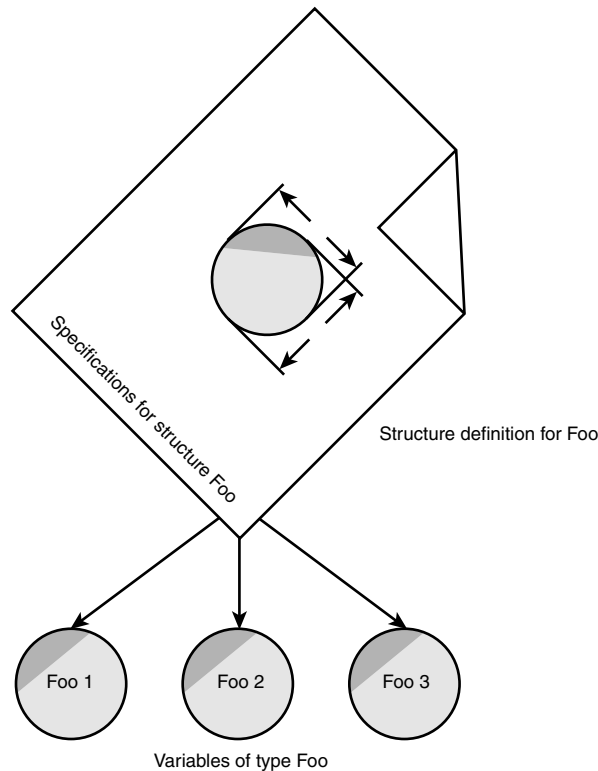 Specifications for structure Foo
Structure definition for Foo
Foo 1
Foo 2
Foo 3
Variables of type Foo